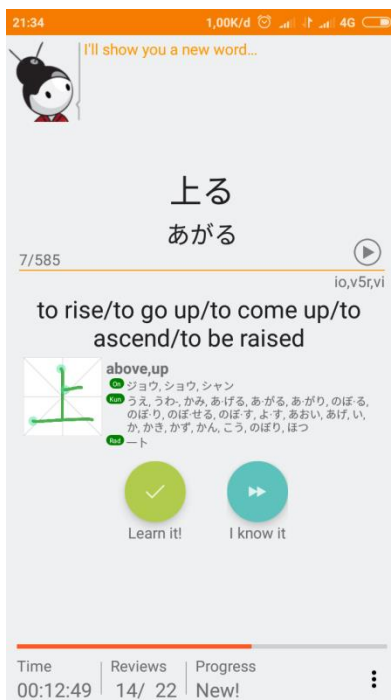 21:34
1,00K/d 4G
I'll show you a new word...
上る
あがる
7/585
io,v5r,vi
to rise/to go up/to come up/to
ascend/to be raised
above,up
On ジョウ, ショウ, シャン
Kun うえ, うわ-, かみ, あ·げる, あ·がる, あ·がり, のぼ·る,
のぼ·り, のぼ·せる, のぼ·す, よ·す, あおい, あげ, い,
か, かき, かず, かん, こう, のぼり, ほつ
Rad 一ト
上
Learn it!
I know it
Time Reviews Progress
00:12:49 14/ 22 New!